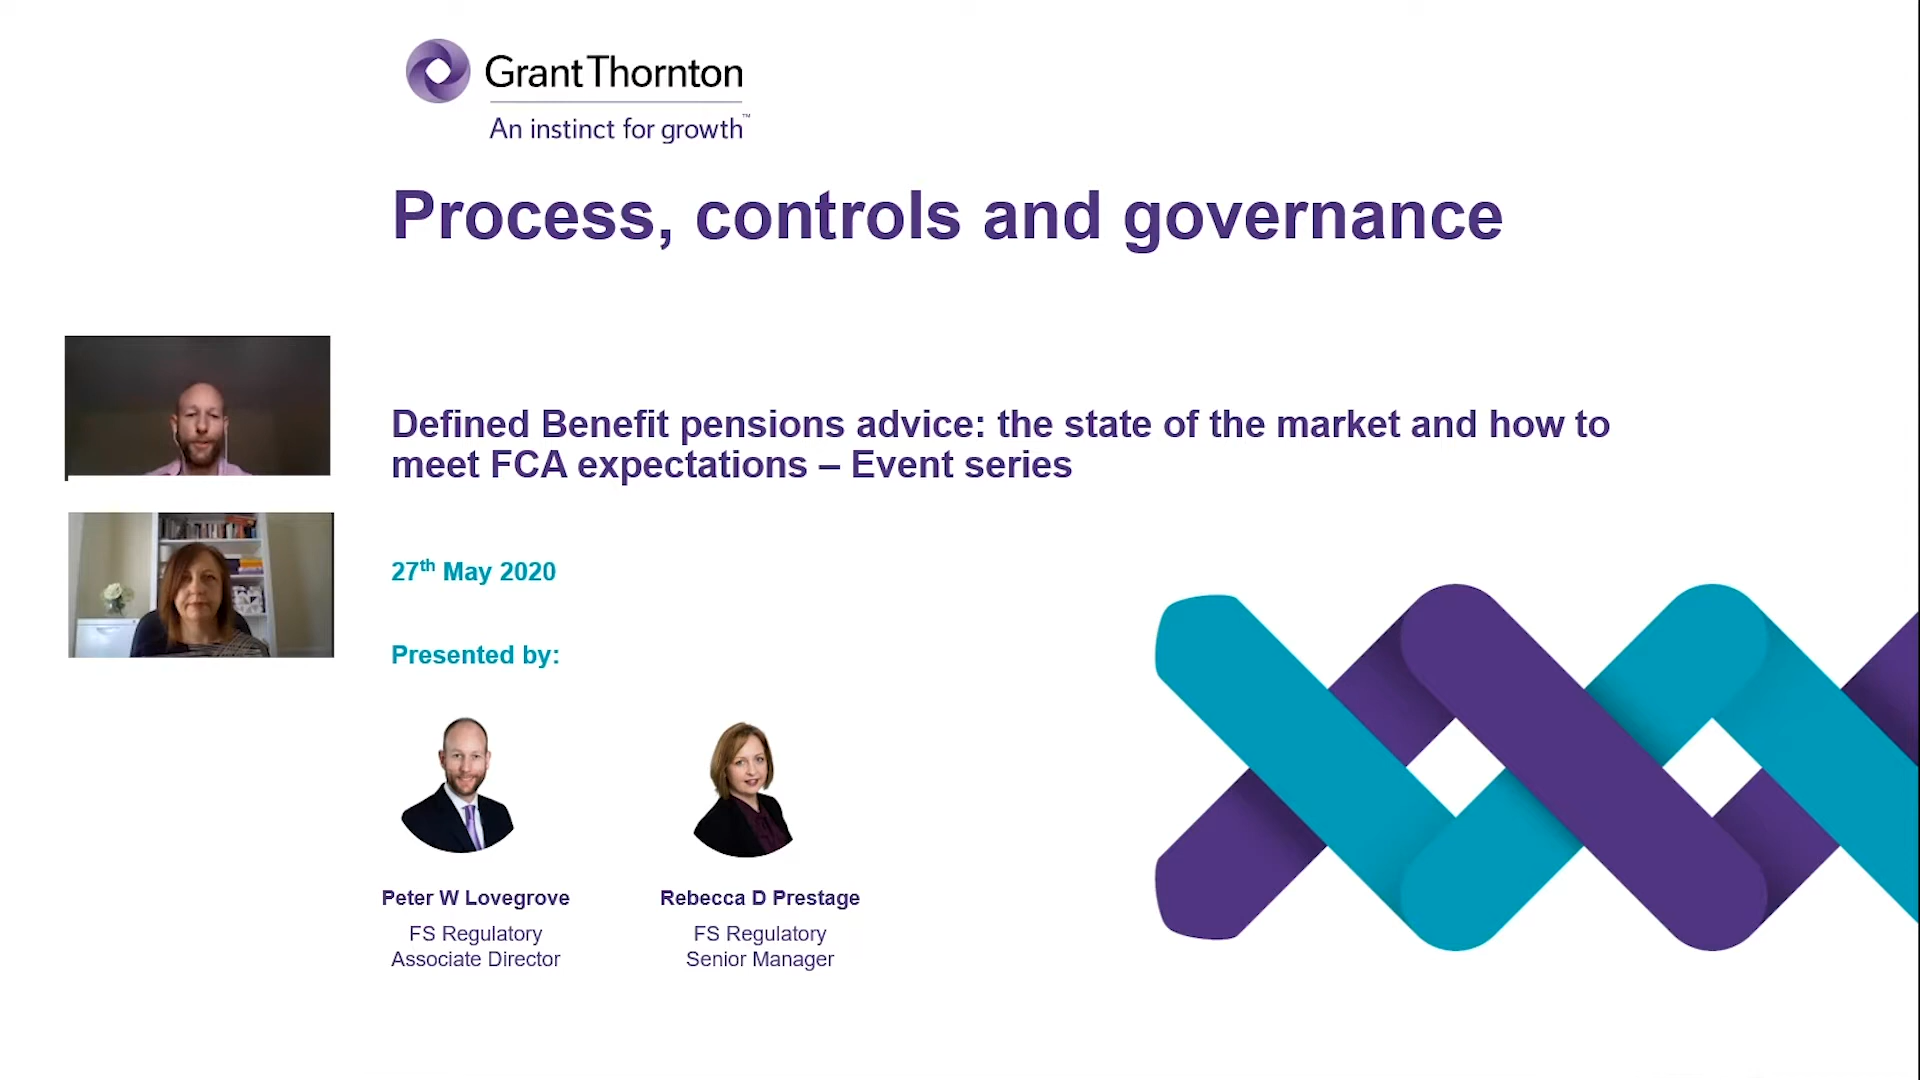 Grant Thornton
An instinct for growth™
Process, controls and governance
Defined Benefit pensions advice: the state of the market and how to
meet FCA expectations – Event series
27th May 2020
Presented by:
Peter W Lovegrove
FS Regulatory
Associate Director
Rebecca D Prestage
FS Regulatory
Senior Manager